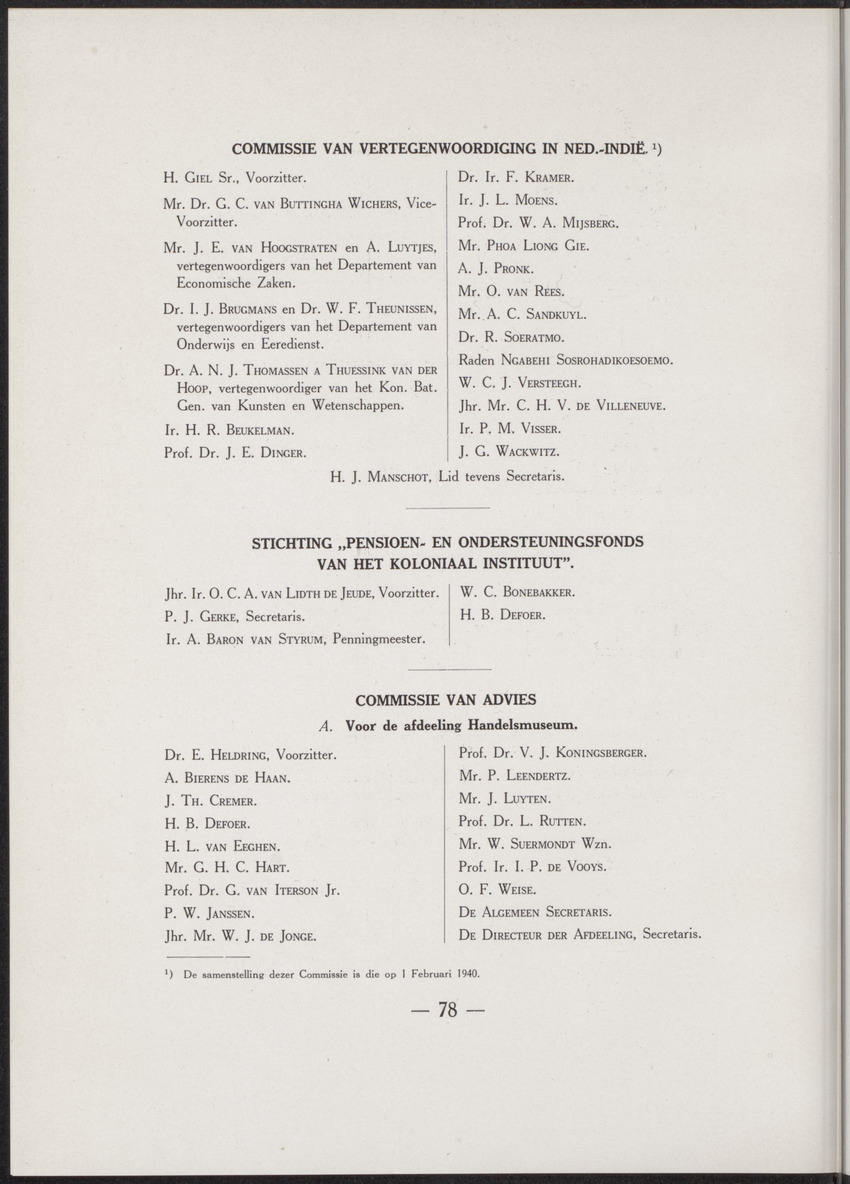 COMMISSIE VAN VERTEGENWOORDIGING IN NED.-INDIË. ¹)
H. GIEL Sr., Voorzitter.
Mr. Dr. G. C. VAN BUTTINGHA WICHERS, Vice-
Voorzitter.
Mr. J. E. VAN HOOGSTRATEN en A. LUYTJES,
vertegenwoordigers van het Departement van
Economische Zaken.
Dr. I. J. BRUGMANS en Dr. W. F. THEUNISSEN,
vertegenwoordigers van het Departement van
Onderwijs en Eeredienst.
Dr. A. N. J. THOMASSEN A THUESSINK VAN DER
HOOP, vertegenwoordiger van het Kon. Bat.
Gen. van Kunsten en Wetenschappen.
Ir. H. R. BEUKELMAN.
Prof. Dr. J. E. DINGER.
Dr. Ir. F. KRAMER.
Ir. J. L. MOENS.
Prof. Dr. W. A. MIJSBERG.
Mr. PHOA LIONG GIE.
A. J. PRONK.
Mr. O. VAN REES.
Mr. A. C. SANDKUYL.
Dr. R. SOERATMO.
Raden NGABEHI SOSROHADIKOESOEMO.
W. C. J. VERSTEEGH.
Jhr. Mr. C. H. V. DE VILLENEUVE.
Ir. P. M. VISSER.
J. G. WACKWITZ.
H. J. MANSCHOT, Lid tevens Secretaris.
STICHTING „PENSIOEN- EN ONDERSTEUNINGSFONDS
VAN HET KOLONIAAL INSTITUUT”.
Jhr. Ir. O. C. A. VAN LIDTH DE JEUDE, Voorzitter.
P. J. GERKE, Secretaris.
Ir. A. BARON VAN STYRUM, Penningmeester.
W. C. BONEBAKKER.
H. B. DEFOER.
COMMISSIE VAN ADVIES
A. Voor de afdeeling Handelsmuseum.
Dr. E. HELDRING, Voorzitter.
A. BIERENS DE HAAN.
J. TH. CREMER.
H. B. DEFOER.
H. L. VAN EEGHEN.
Mr. G. H. C. HART.
Prof. Dr. G. VAN ITERSON Jr.
P. W. JANSSEN.
Jhr. Mr. W. J. DE JONGE.
Prof. Dr. V. J. KONINGSBERGER.
Mr. P. LEENDERTZ.
Mr. J. LUYTEN.
Prof. Dr. L. RUTTEN.
Mr. W. SUERMONDT Wzn.
Prof. Ir. I. P. DE VOOYS.
O. F. WEISE.
DE ALGEMEEN SECRETARIS.
DE DIRECTEUR DER AFDEELING, Secretaris.
¹) De samenstelling dezer Commissie is die op 1 Februari 1940.
— 78 —